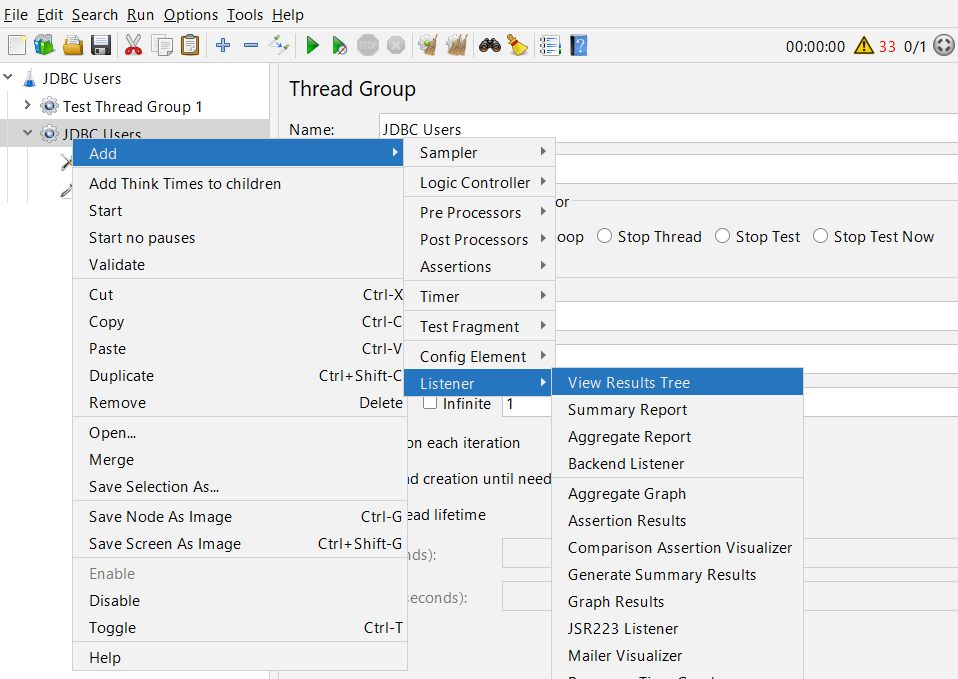 File Edit Search Run Options Tools Help
STOP 00:00:00 33 0/1
JDBC Users
Test Thread Group 1
JDBC Users
Thread Group
Name: JDBC Users
Add
Add Think Times to children
Start
Start no pauses
Validate
Cut Ctrl-X
Copy Ctrl-C
Paste Ctrl-V
Duplicate Ctrl+Shift-C
Remove Delete
Open...
Merge
Save Selection As...
Save Node As Image Ctrl-G
Save Screen As Image Ctrl+Shift-G
Enable
Disable
Toggle Ctrl-T
Help
Sampler
Logic Controller
Pre Processors
Post Processors
Assertions
Timer
Test Fragment
Config Element
Listener
or
oop Stop Thread Stop Test Stop Test Now
Infinite 1
on each iteration
d creation until need
ead lifetime
nds):
econds):
View Results Tree
Summary Report
Aggregate Report
Backend Listener
Aggregate Graph
Assertion Results
Comparison Assertion Visualizer
Generate Summary Results
Graph Results
JSR223 Listener
Mailer Visualizer